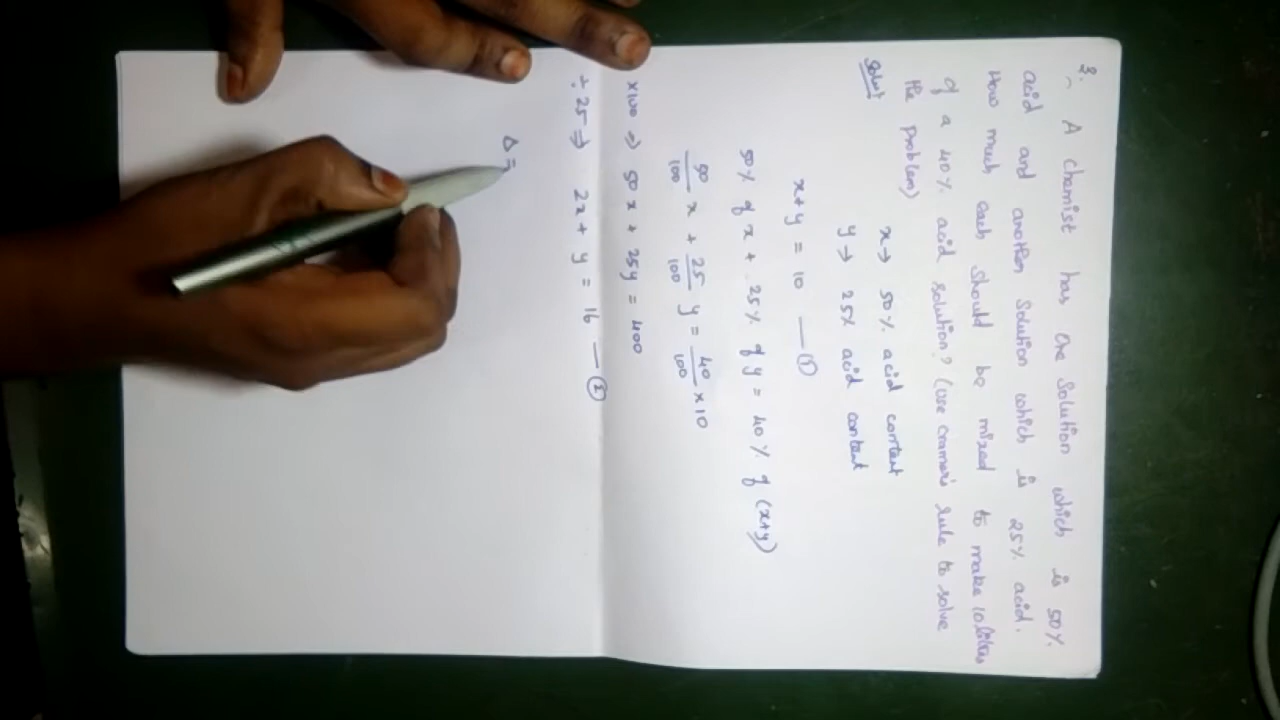 3. A chemist has one solution which is 50%
acid and another solution which is 25% acid.
How much each should be mixed to make 10 litres
of a 40% acid solution? (use cramer's rule to solve
the problem)
Solun
x → 50% acid content
y → 25% acid content
x + y = 10 — ①
50% of x + 25% of y = 40% of (x+y)
50/100 x + 25/100 y = 40/100 × 10
×100 ⇒ 50x + 25y = 400
÷ 25 ⇒ 2x + y = 16 — ②
Δ =